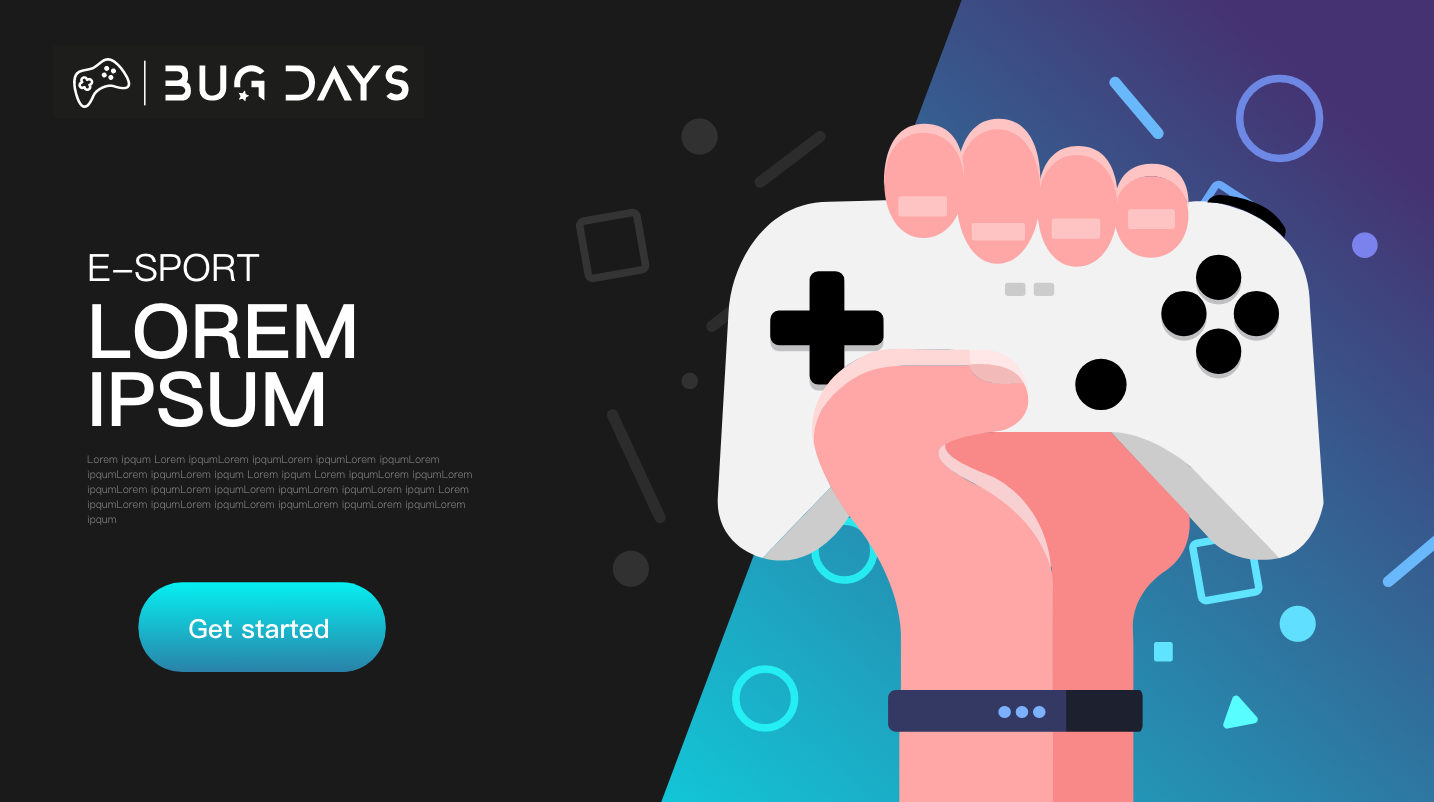 BUG DAYS
E-SPORT
LOREM
IPSUM
Lorem ipqum Lorem ipqumLorem ipqumLorem ipqumLorem ipqumLorem
ipqumLorem ipqumLorem ipqum Lorem ipqum Lorem ipqumLorem ipqumLorem
ipqumLorem ipqumLorem ipqumLorem ipqumLorem ipqumLorem ipqum Lorem
ipqumLorem ipqumLorem ipqumLorem ipqumLorem ipqumLorem ipqumLorem
ipqum
Get started